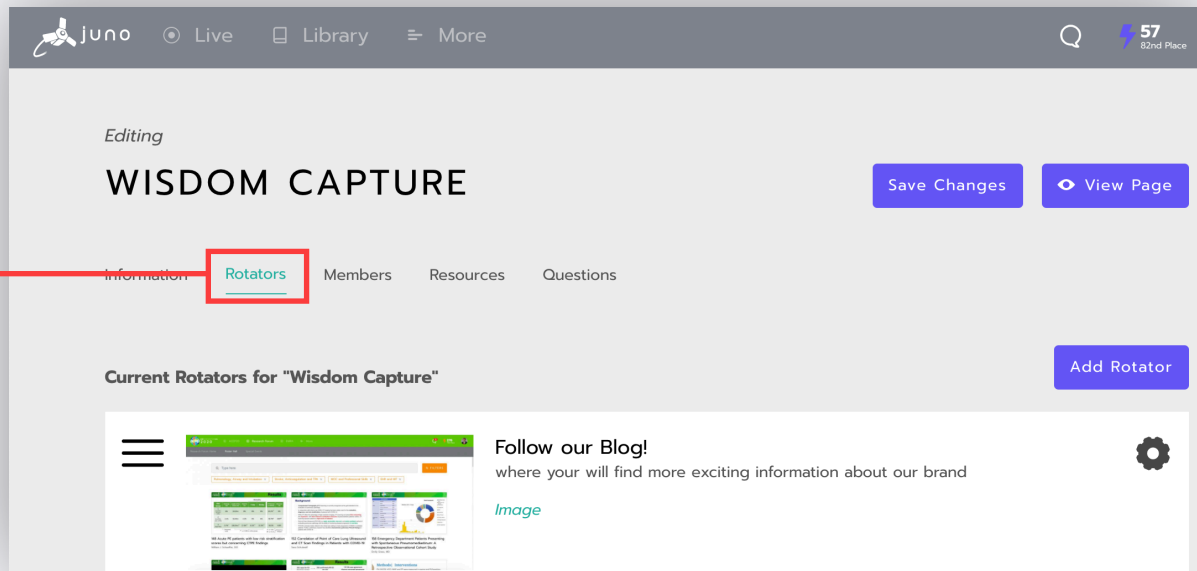 juno
Live
Library
More
57
82nd Place
Editing
WISDOM CAPTURE
Save Changes
View Page
Information
Rotators
Members
Resources
Questions
Current Rotators for "Wisdom Capture"
Add Rotator
Follow our Blog!
where your will find more exciting information about our brand
Image